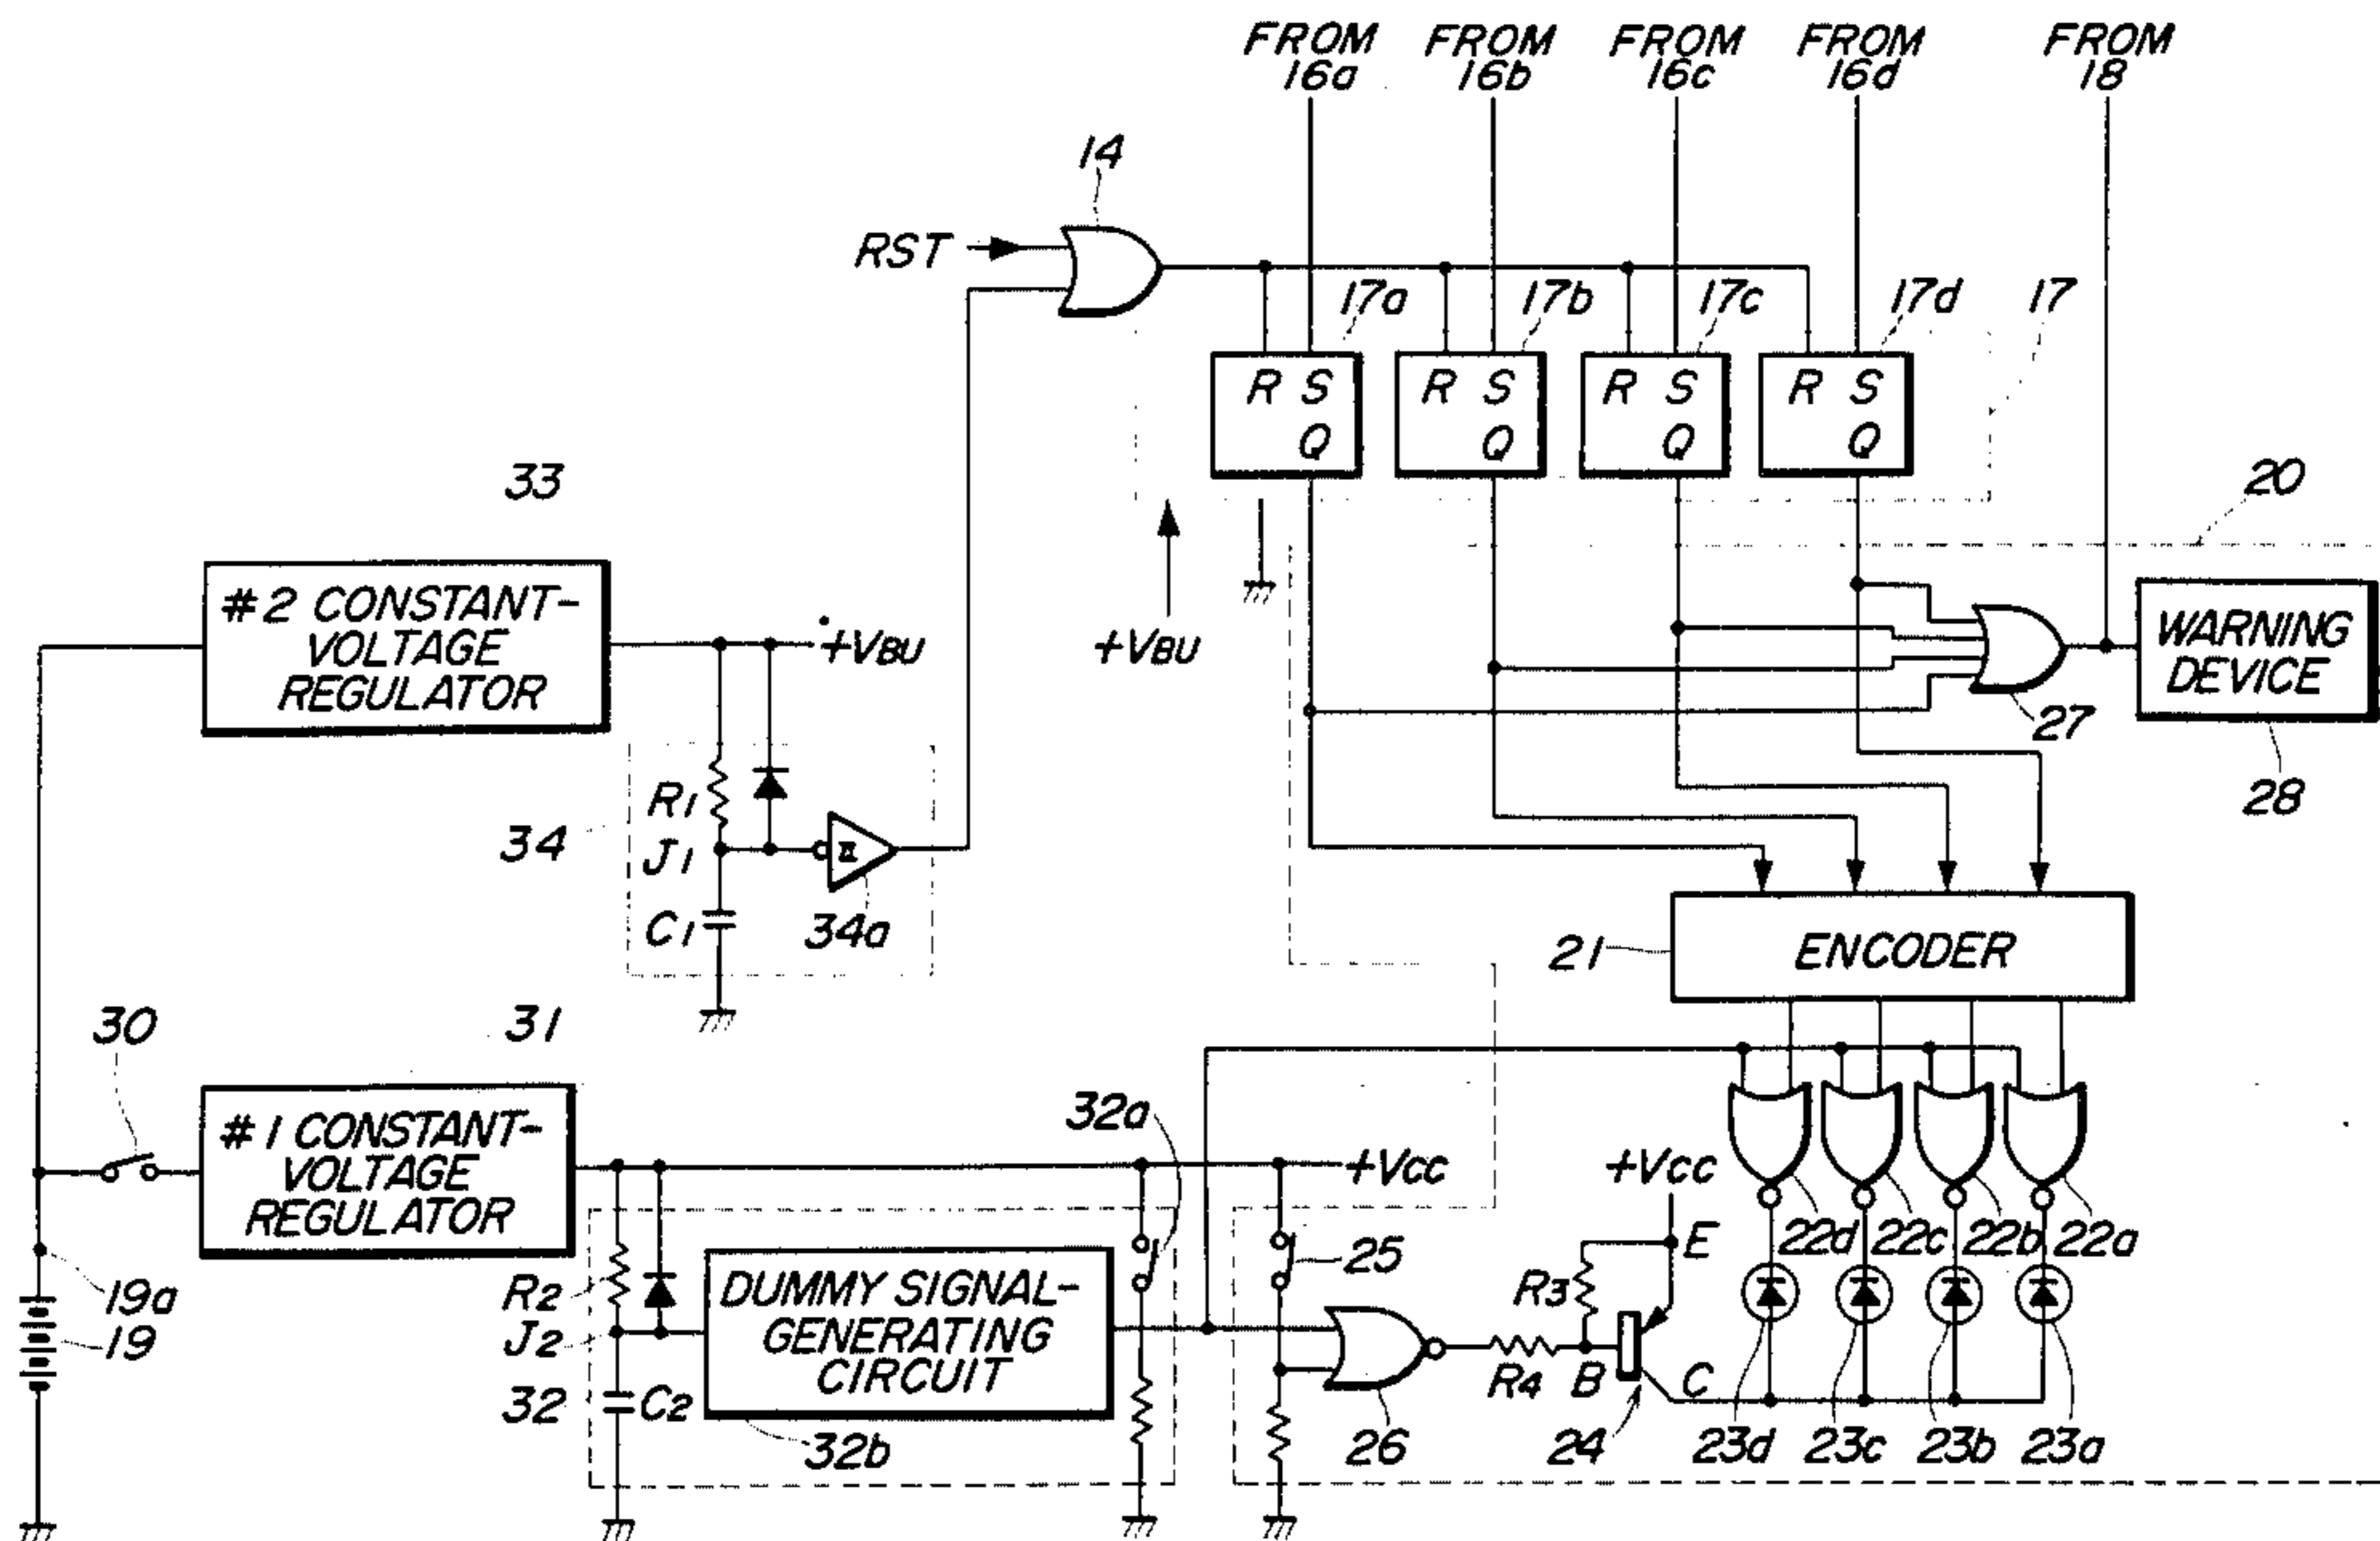 FROM 16a
FROM 16b
FROM 16c
FROM 16d
FROM 18
14
RST
17a
17b
17c
17d
17
R S
Q
R S
Q
R S
Q
R S
Q
33
20
#2 CONSTANT-
VOLTAGE
REGULATOR
+VBU
+VBU
WARNING
DEVICE
27
28
R1
34
J1
C1
34a
21
ENCODER
30
31
#1 CONSTANT-
VOLTAGE
REGULATOR
32a
+VCC
+VCC
E
22d
22c
22b
22a
19a
19
R2
J2
32
C2
DUMMY SIGNAL-
GENERATING
CIRCUIT
32b
25
26
R3
R4
B
C
24
23d
23c
23b
23a